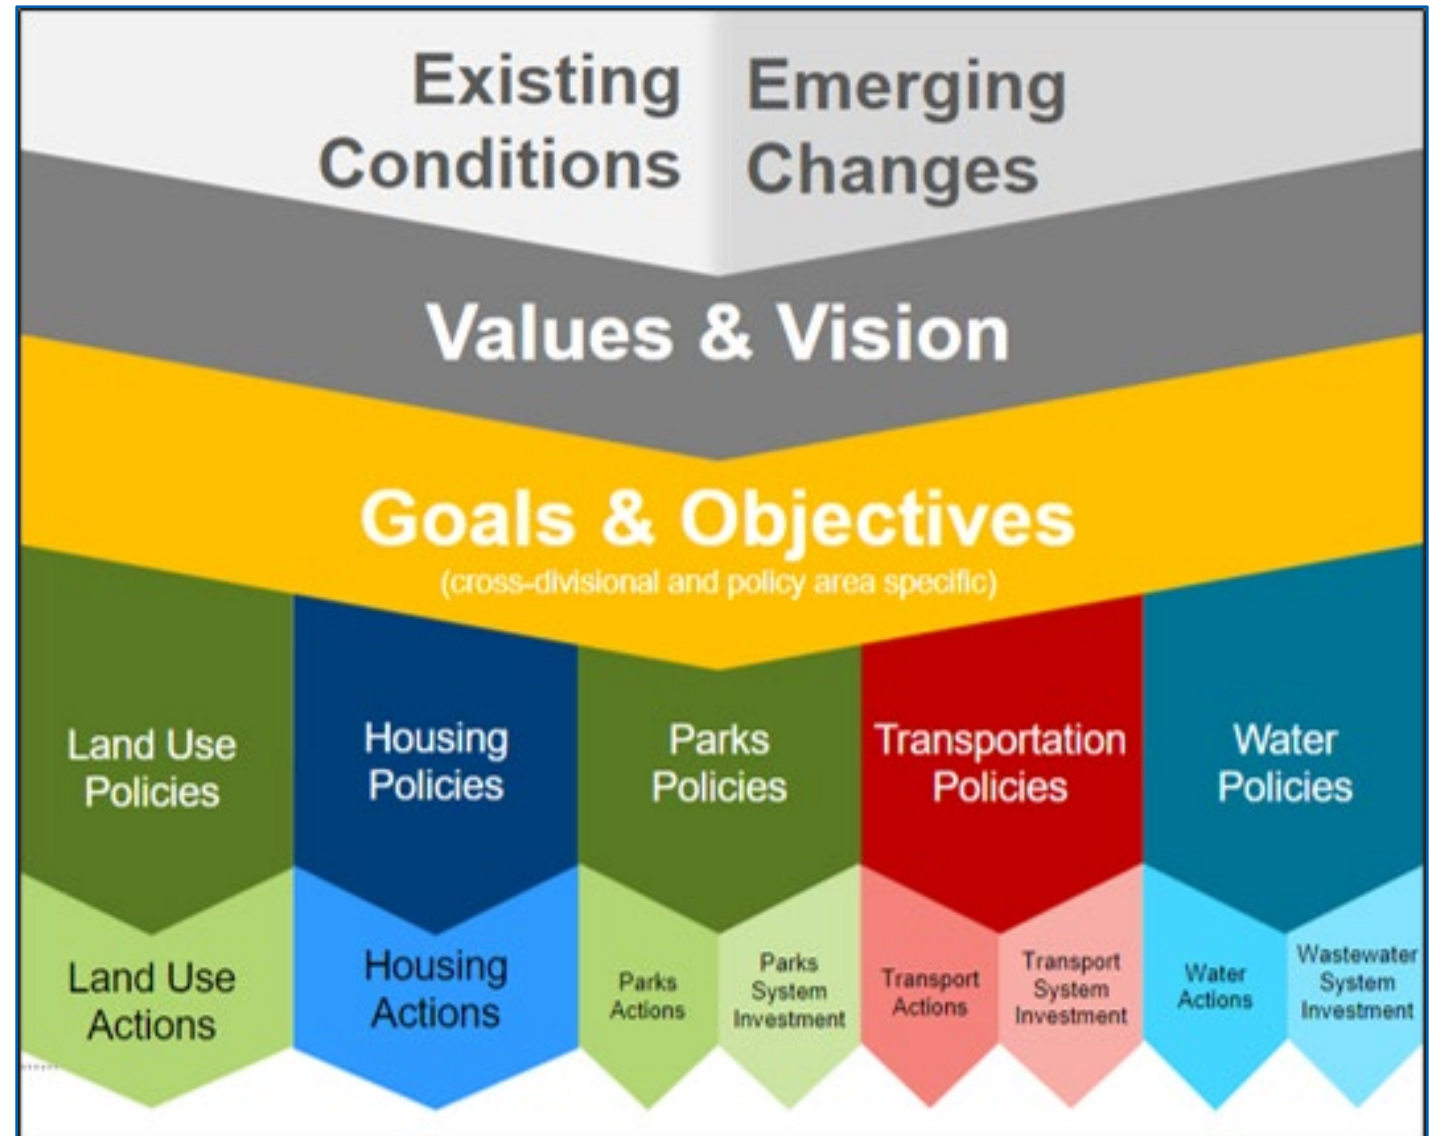 Existing
Conditions
Emerging
Changes
Values & Vision
Goals & Objectives
(cross-divisional and policy area specific)
Land Use
Policies
Housing
Policies
Parks
Policies
Transportation
Policies
Water
Policies
Land Use
Actions
Housing
Actions
Parks
Actions
Parks
System
Investment
Transport
Actions
Transport
System
Investment
Water
Actions
Wastewater
System
Investment